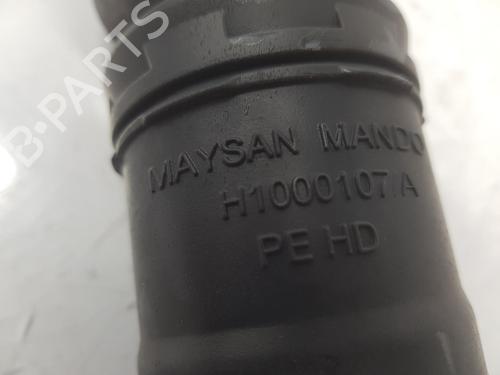 MAYSAN MANDO
H1000107.A
PE HD
B-PARTS